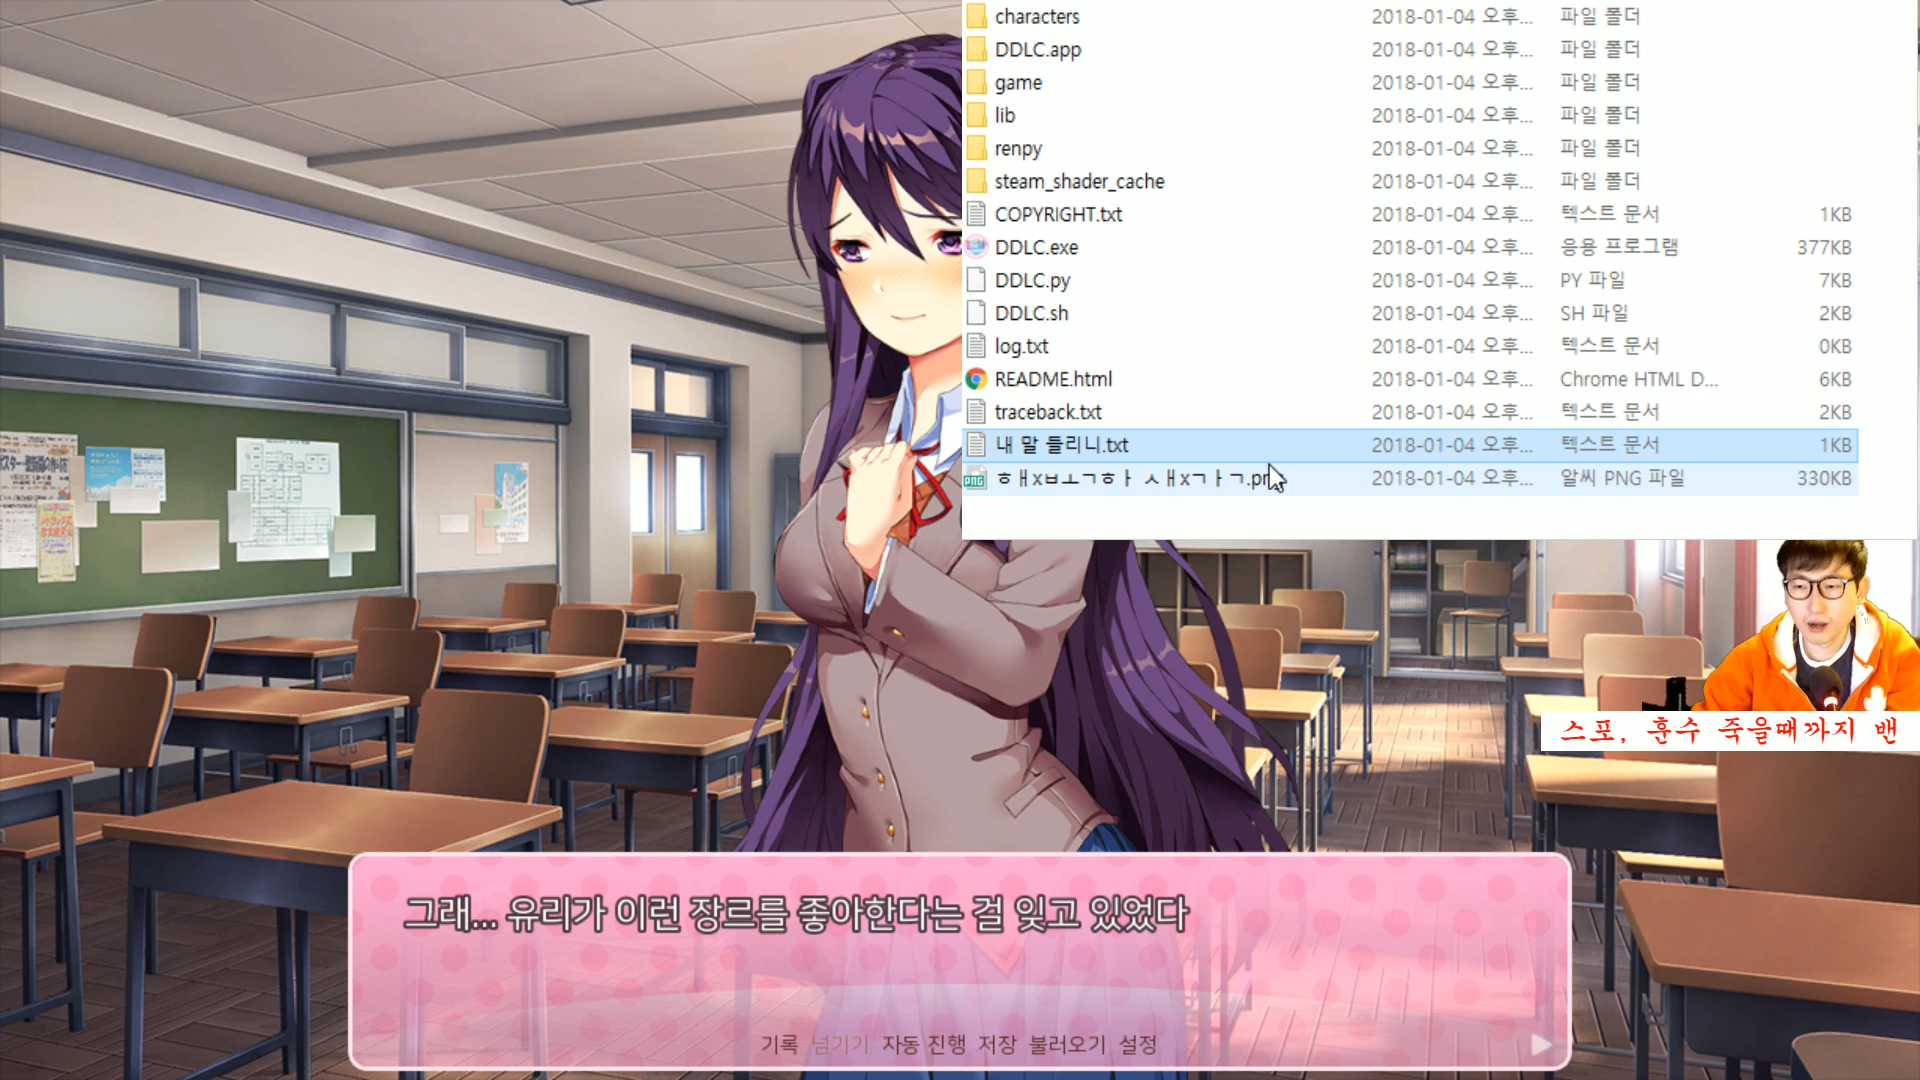 characters 2018-01-04 오후... 파일 폴더
DDLC.app 2018-01-04 오후... 파일 폴더
game 2018-01-04 오후... 파일 폴더
lib 2018-01-04 오후... 파일 폴더
renpy 2018-01-04 오후... 파일 폴더
steam_shader_cache 2018-01-04 오후... 파일 폴더
COPYRIGHT.txt 2018-01-04 오후... 텍스트 문서 1KB
DDLC.exe 2018-01-04 오후... 응용 프로그램 377KB
DDLC.py 2018-01-04 오후... PY 파일 7KB
DDLC.sh 2018-01-04 오후... SH 파일 2KB
log.txt 2018-01-04 오후... 텍스트 문서 0KB
README.html 2018-01-04 오후... Chrome HTML D... 6KB
traceback.txt 2018-01-04 오후... 텍스트 문서 2KB
내 말 들리니.txt 2018-01-04 오후... 텍스트 문서 1KB
ㅎㅐxㅂㅗㄱㅎㅏ ㅅㅐxㄱㅏㄱ.pn 2018-01-04 오후... 알씨 PNG 파일 330KB
스포, 훈수 죽을때까지 밴
그래... 유리가 이런 장르를 좋아한다는 걸 잊고 있었다
기록 넘기기 자동 진행 저장 불러오기 설정